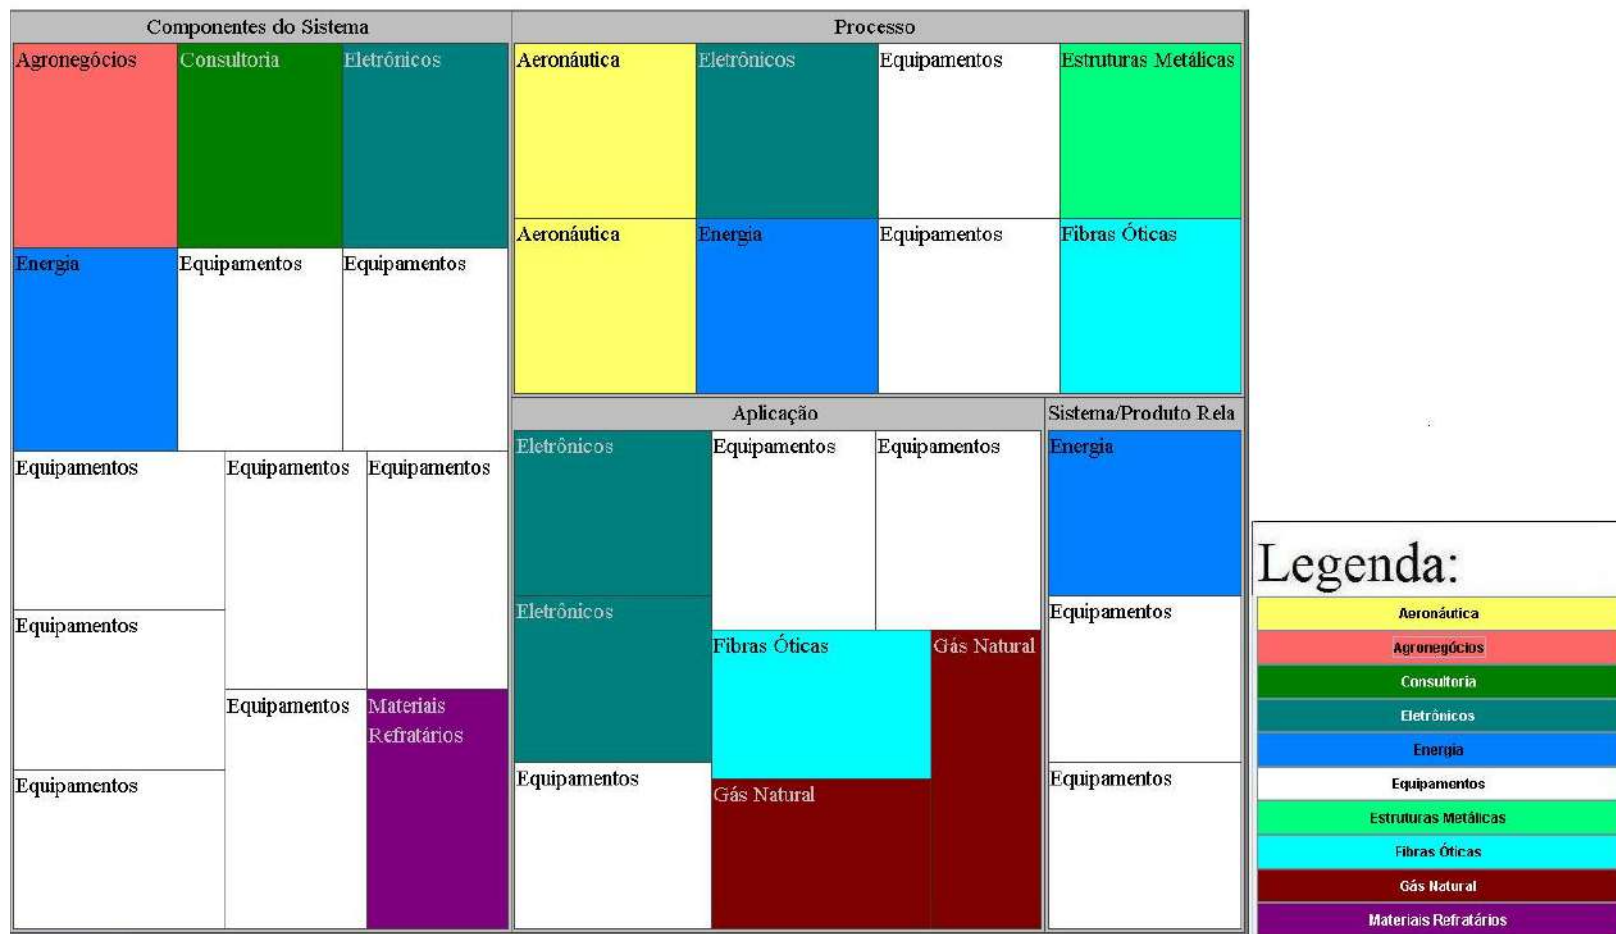 Componentes do Sistema
Agronegócios
Consultoria
Eletrônicos
Energia
Equipamentos
Equipamentos
Equipamentos
Equipamentos
Equipamentos
Equipamentos
Equipamentos
Materiais
Refratários
Equipamentos
Processo
Aeronáutica
Eletrônicos
Equipamentos
Estruturas Metálicas
Aeronáutica
Energia
Equipamentos
Fibras Óticas
Aplicação
Eletrônicos
Equipamentos
Equipamentos
Eletrônicos
Fibras Óticas
Gás Natural
Equipamentos
Gás Natural
Sistema/Produto Rela
Energia
Equipamentos
Equipamentos
Legenda:
Aeronáutica
Agronegócios
Consultoria
Eletrônicos
Energia
Equipamentos
Estruturas Metálicas
Fibras Óticas
Gás Natural
Materiais Refratários